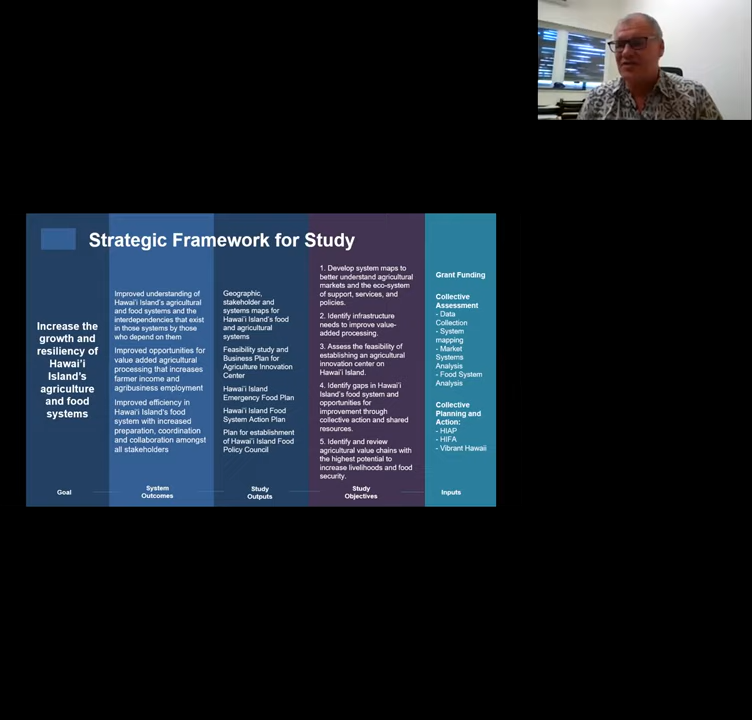 Strategic Framework for Study
Increase the
growth and
resiliency of
Hawai'i
Island's
agriculture
and food
systems
Goal
Improved understanding of
Hawai'i Island's agricultural
and food systems and the
interdependencies that exist
in those systems by those
who depend on them
Improved opportunities for
value added agricultural
processing that increases
farmer income and
agribusiness employment
Improved efficiency in
Hawai'i Island's food
system with increased
preparation, coordination
and collaboration amongst
all stakeholders
System
Outcomes
Geographic,
stakeholder and
systems maps for
Hawai'i Island's food
and agricultural
systems
Feasibility study and
Business Plan for
Agriculture Innovation
Center
Hawai'i Island
Emergency Food Plan
Hawai'i Island Food
System Action Plan
Plan for establishment
of Hawai'i Island Food
Policy Council
Study
Outputs
1. Develop system maps to
better understand agricultural
markets and the eco-system
of support, services, and
policies.
2. Identify infrastructure
needs to improve value-
added processing.
3. Assess the feasibility of
establishing an agricultural
innovation center on
Hawai'i Island.
4. Identify gaps in Hawai'i
Island's food system and
opportunities for
improvement through
collective action and shared
resources.
5. Identify and review
agricultural value chains with
the highest potential to
increase livelihoods and food
security.
Study
Objectives
Grant Funding
Collective
Assessment
- Data
Collection
- System
mapping
- Market
Systems
Analysis
- Food System
Analysis
Collective
Planning and
Action:
- HIAP
- HIFA
- Vibrant Hawaii
Inputs